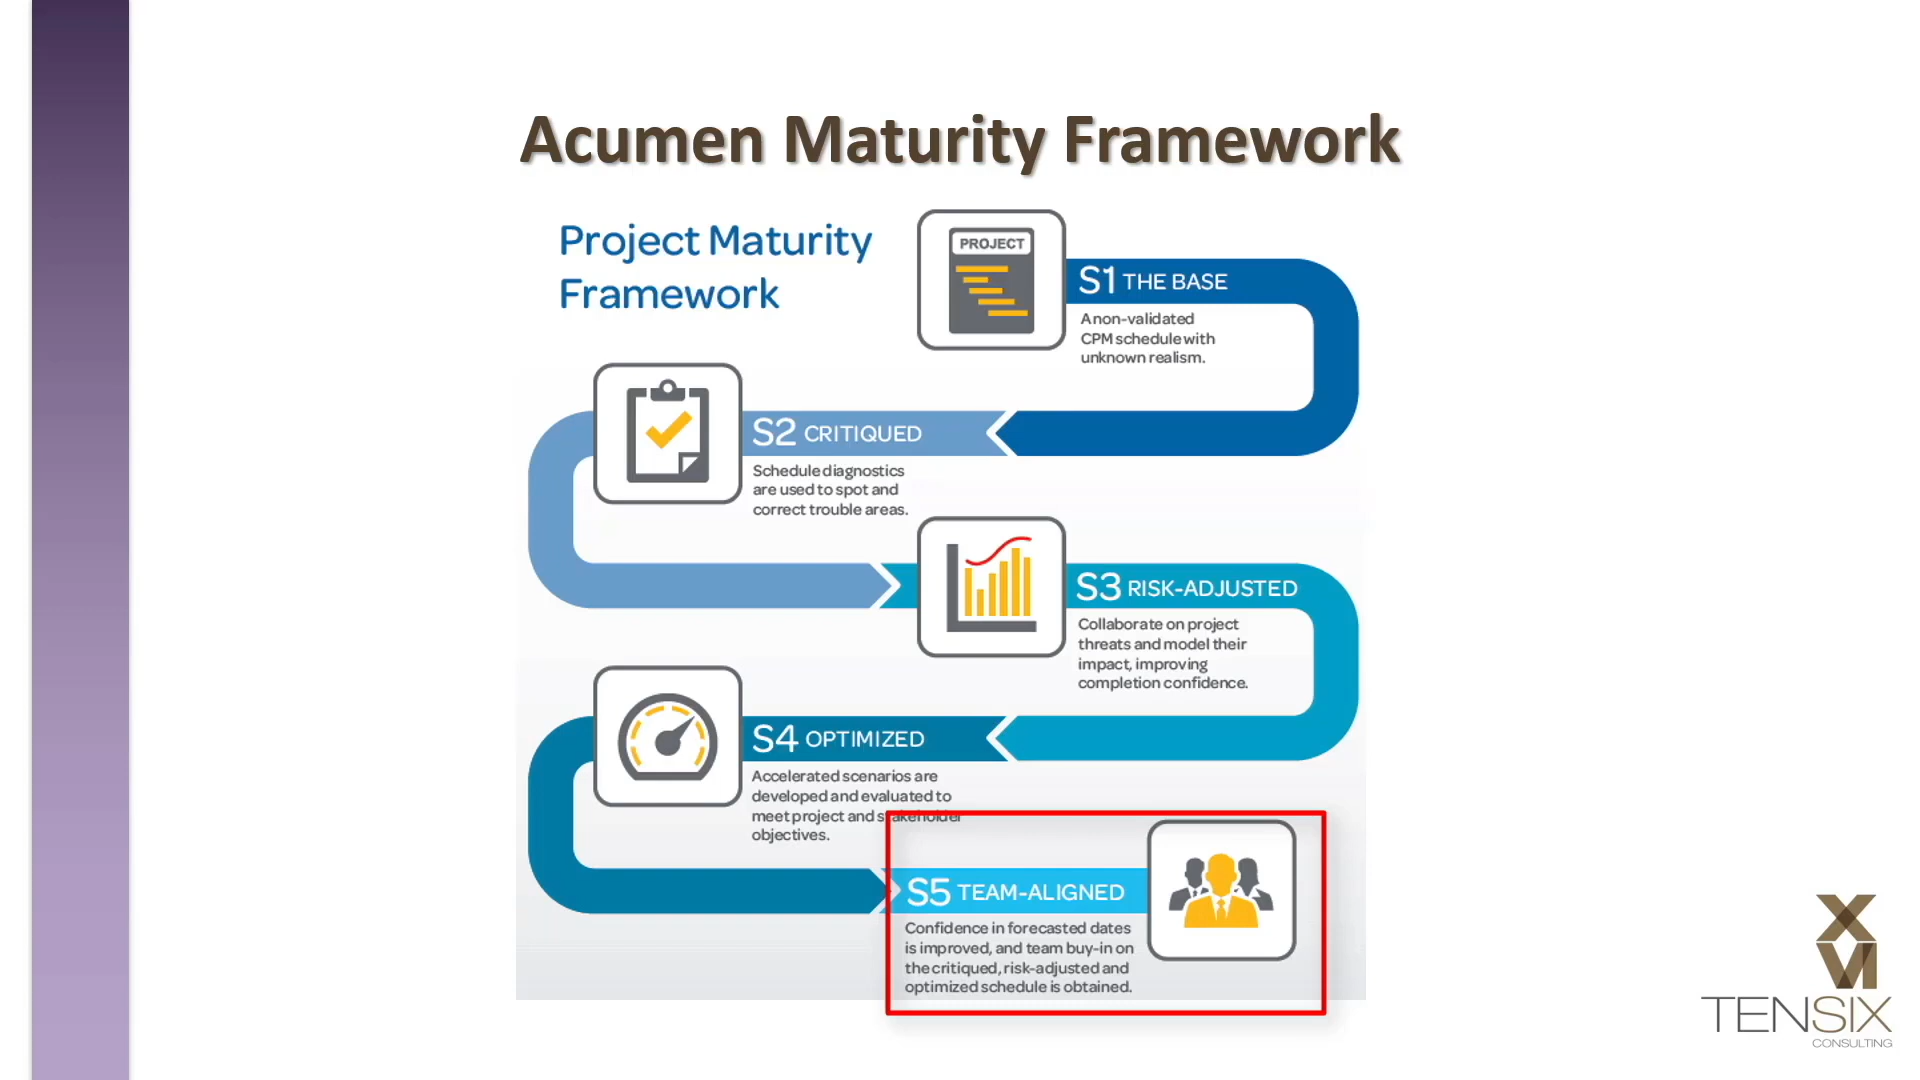 Acumen Maturity Framework
Project Maturity
Framework
PROJECT
S1 THE BASE
A non-validated
CPM schedule with
unknown realism.
S2 CRITIQUED
Schedule diagnostics
are used to spot and
correct trouble areas.
S3 RISK-ADJUSTED
Collaborate on project
threats and model their
impact, improving
completion confidence.
S4 OPTIMIZED
Accelerated scenarios are
developed and evaluated to
meet project and stakeholder
objectives.
S5 TEAM-ALIGNED
Confidence in forecasted dates
is improved, and team buy-in on
the critiqued, risk-adjusted and
optimized schedule is obtained.
XVI
TENSIX
CONSULTING